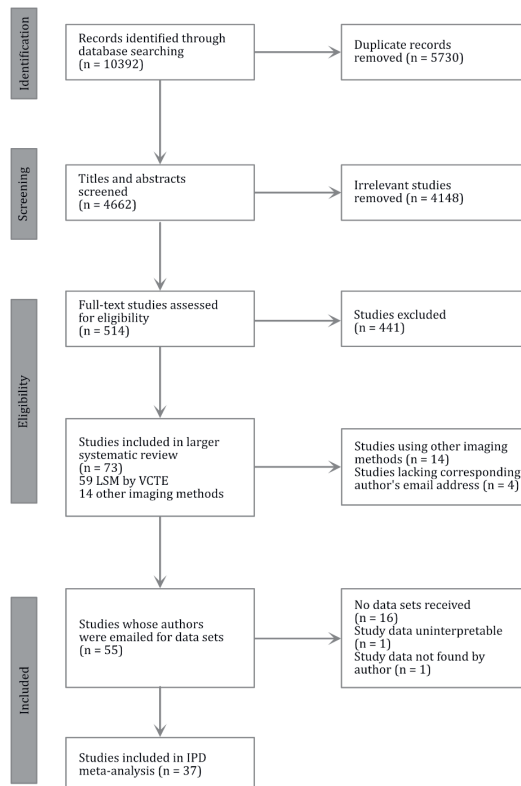 Identification
Records identified through
database searching
(n = 10392)
Duplicate records
removed (n = 5730)
Screening
Titles and abstracts
screened
(n = 4662)
Irrelevant studies
removed (n = 4148)
Eligibility
Full-text studies assessed
for eligibility
(n = 514)
Studies excluded
(n = 441)
Studies included in larger
systematic review
(n = 73)
59 LSM by VCTE
14 other imaging methods
Studies using other imaging
methods (n = 14)
Studies lacking corresponding
author's email address (n = 4)
Included
Studies whose authors
were emailed for data sets
(n = 55)
No data sets received
(n = 16)
Study data uninterpretable
(n = 1)
Study data not found by
author (n = 1)
Studies included in IPD
meta-analysis (n = 37)